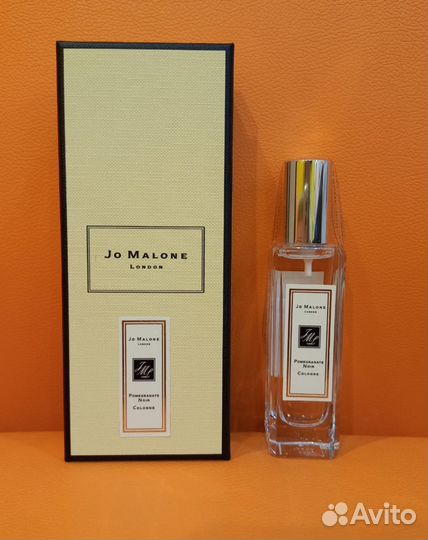 Jo Malone
London
Jo Malone
London
Pomegranate
Noir
Cologne
Jo Malone
London
Pomegranate
Noir
Cologne
Avito